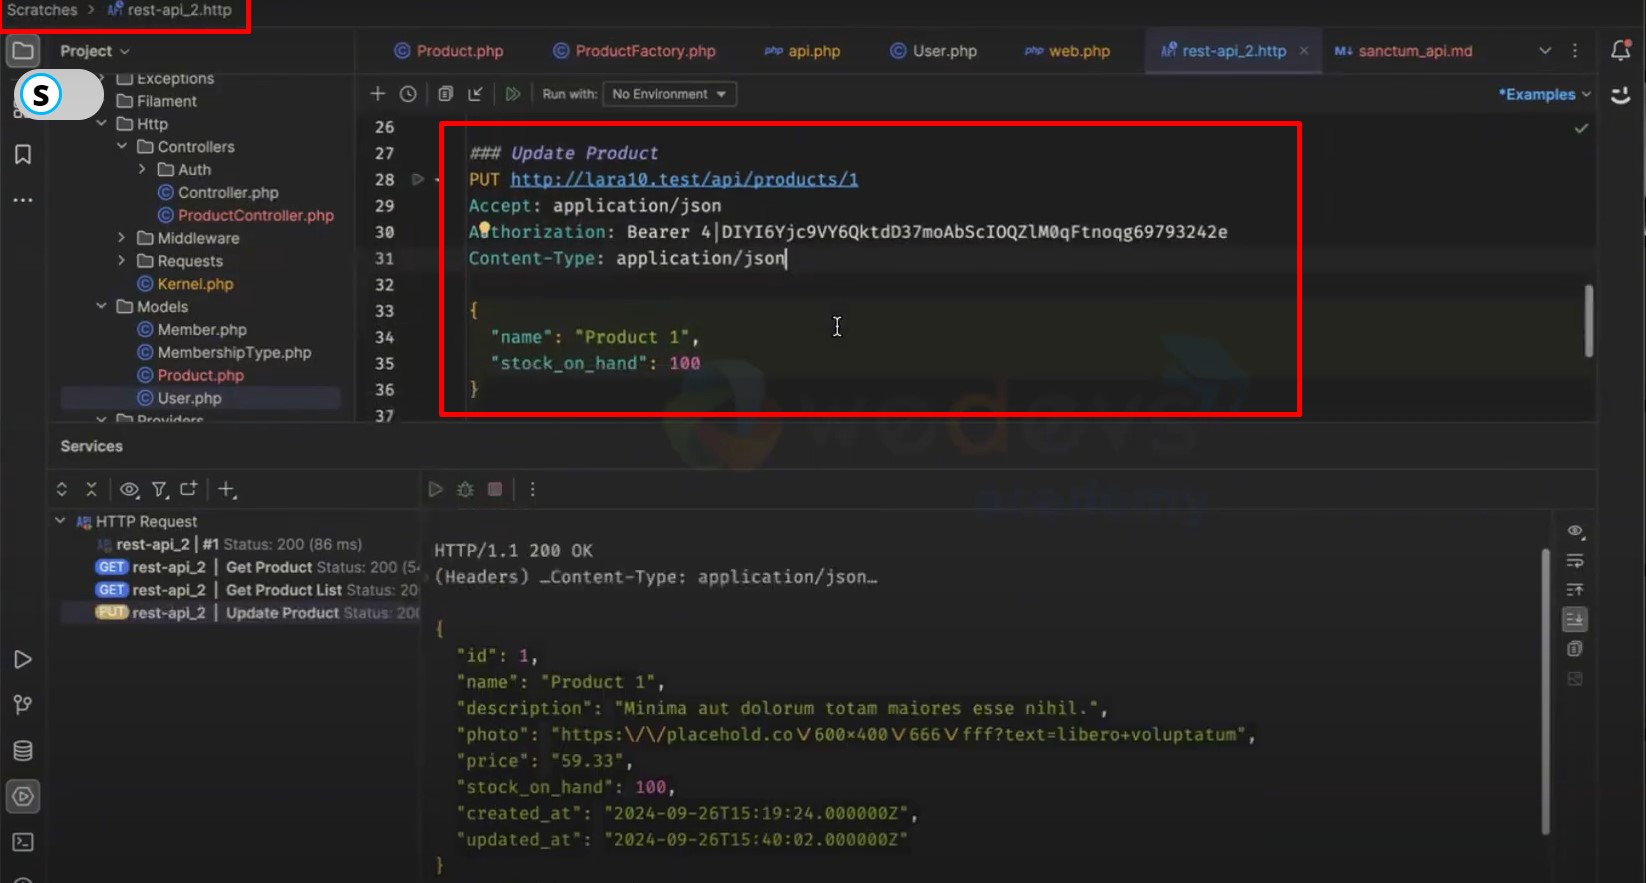 Scratches > rest-api_2.http
Project
Product.php
ProductFactory.php
php api.php
User.php
php web.php
rest-api_2.http ×
M↓ sanctum_api.md
S
Exceptions
Filament
Http
Controllers
Auth
Controller.php
ProductController.php
Middleware
Requests
Kernel.php
Models
Member.php
MembershipType.php
Product.php
User.php
Providers
Run with: No Environment
*Examples
26
27 ### Update Product
28 PUT http://lara10.test/api/products/1
29 Accept: application/json
30 Authorization: Bearer 4|DIYI6Yjc9VY6QktdD37moAbScIOQZlM0qFtnoqg69793242e
31 Content-Type: application/json
32
33 {
34 "name": "Product 1",
35 "stock_on_hand": 100
36 }
37
wedevs
academy
Services
HTTP Request
rest-api_2 | #1 Status: 200 (86 ms)
GET rest-api_2 | Get Product Status: 200 (5
GET rest-api_2 | Get Product List Status: 20
PUT rest-api_2 | Update Product Status: 200
HTTP/1.1 200 OK
(Headers) …Content-Type: application/json…
{
"id": 1,
"name": "Product 1",
"description": "Minima aut dolorum totam maiores esse nihil.",
"photo": "https:\/\/placehold.co\/600x400\/666\/fff?text=libero+voluptatum",
"price": "59.33",
"stock_on_hand": 100,
"created_at": "2024-09-26T15:19:24.000000Z",
"updated_at": "2024-09-26T15:40:02.000000Z"
}